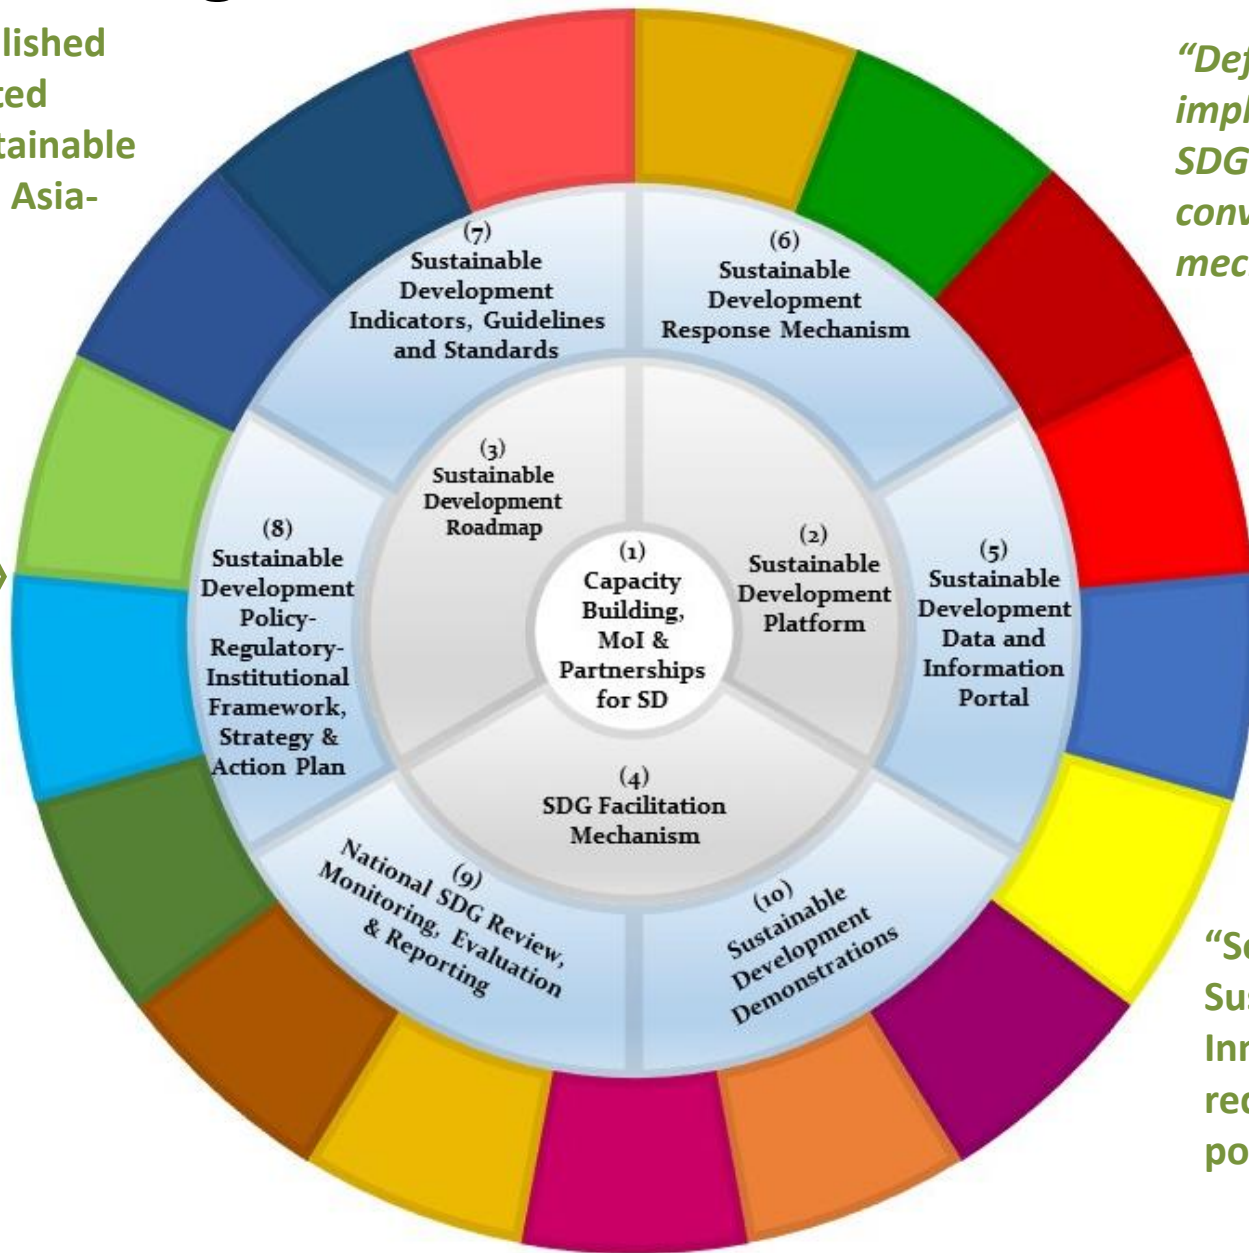 lished
ted
tainable
Asia-
“Def
impl
SDG
conv
mec
(7)
Sustainable
Development
Indicators, Guidelines
and Standards
(6)
Sustainable
Development
Response Mechanism
(3)
Sustainable
Development
Roadmap
(2)
Sustainable
Development
Platform
(1)
Capacity
Building,
MoI &
Partnerships
for SD
(8)
Sustainable
Development
Policy-
Regulatory-
Institutional
Framework,
Strategy &
Action Plan
(5)
Sustainable
Development
Data and
Information
Portal
(4)
SDG Facilitation
Mechanism
(9)
National SDG Review,
Monitoring, Evaluation
& Reporting
(10)
Sustainable
Development
Demonstrations
“Se
Sus
Inn
rec
po